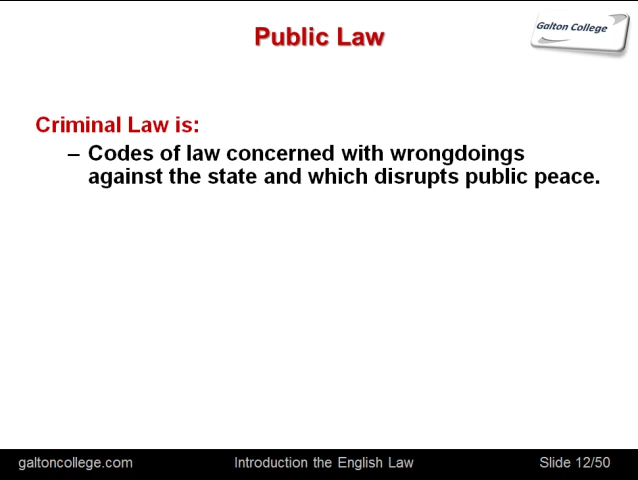 Public Law
Galton College
Criminal Law is:
– Codes of law concerned with wrongdoings
against the state and which disrupts public peace.
galtoncollege.com
Introduction the English Law
Slide 12/50